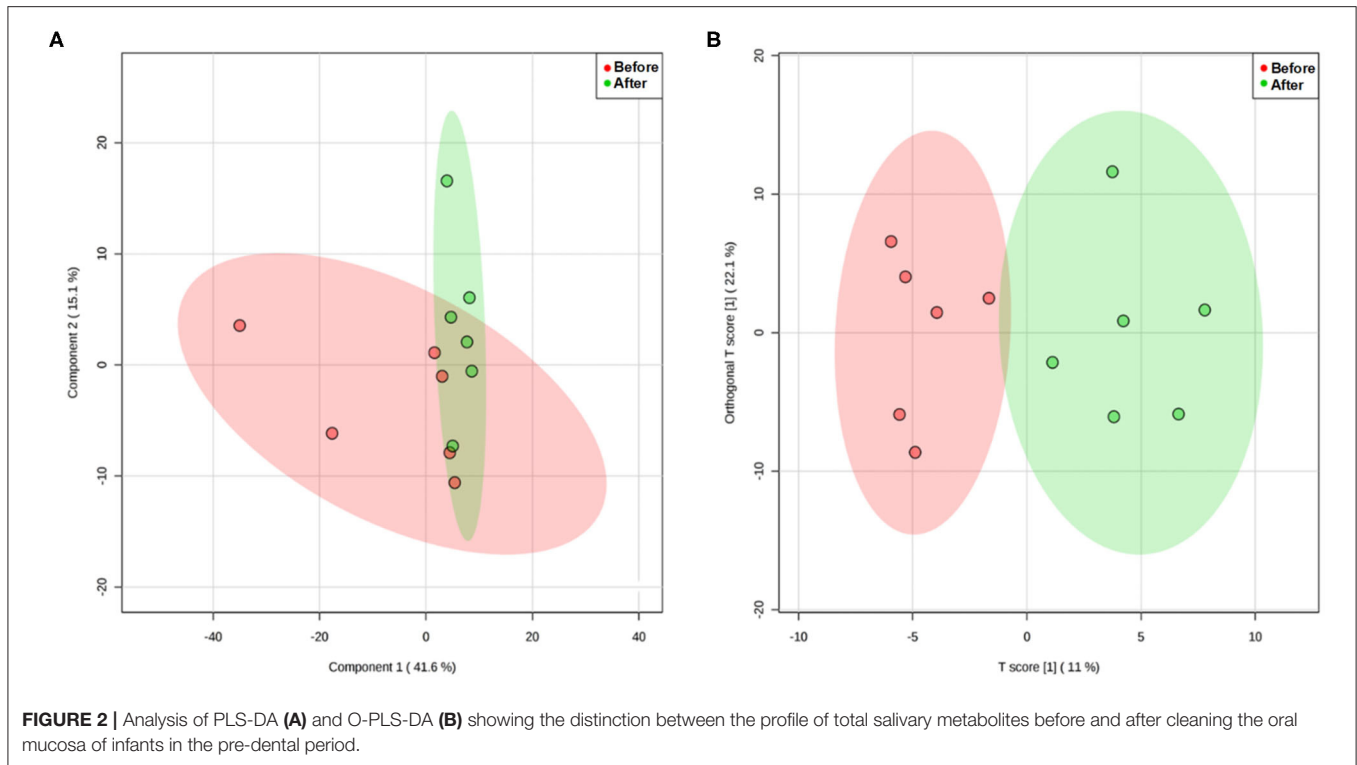 A
B
Before
After
20
10
0
-10
-20
Component 2 ( 15.1 %)
-40
-20
0
20
40
Component 1 ( 41.6 %)
Before
After
20
10
0
-10
-20
Orthogonal T score [1] ( 22.1 %)
-10
-5
0
5
10
T score [1] ( 11 %)
FIGURE 2 | Analysis of PLS-DA (A) and O-PLS-DA (B) showing the distinction between the profile of total salivary metabolites before and after cleaning the oral
mucosa of infants in the pre-dental period.